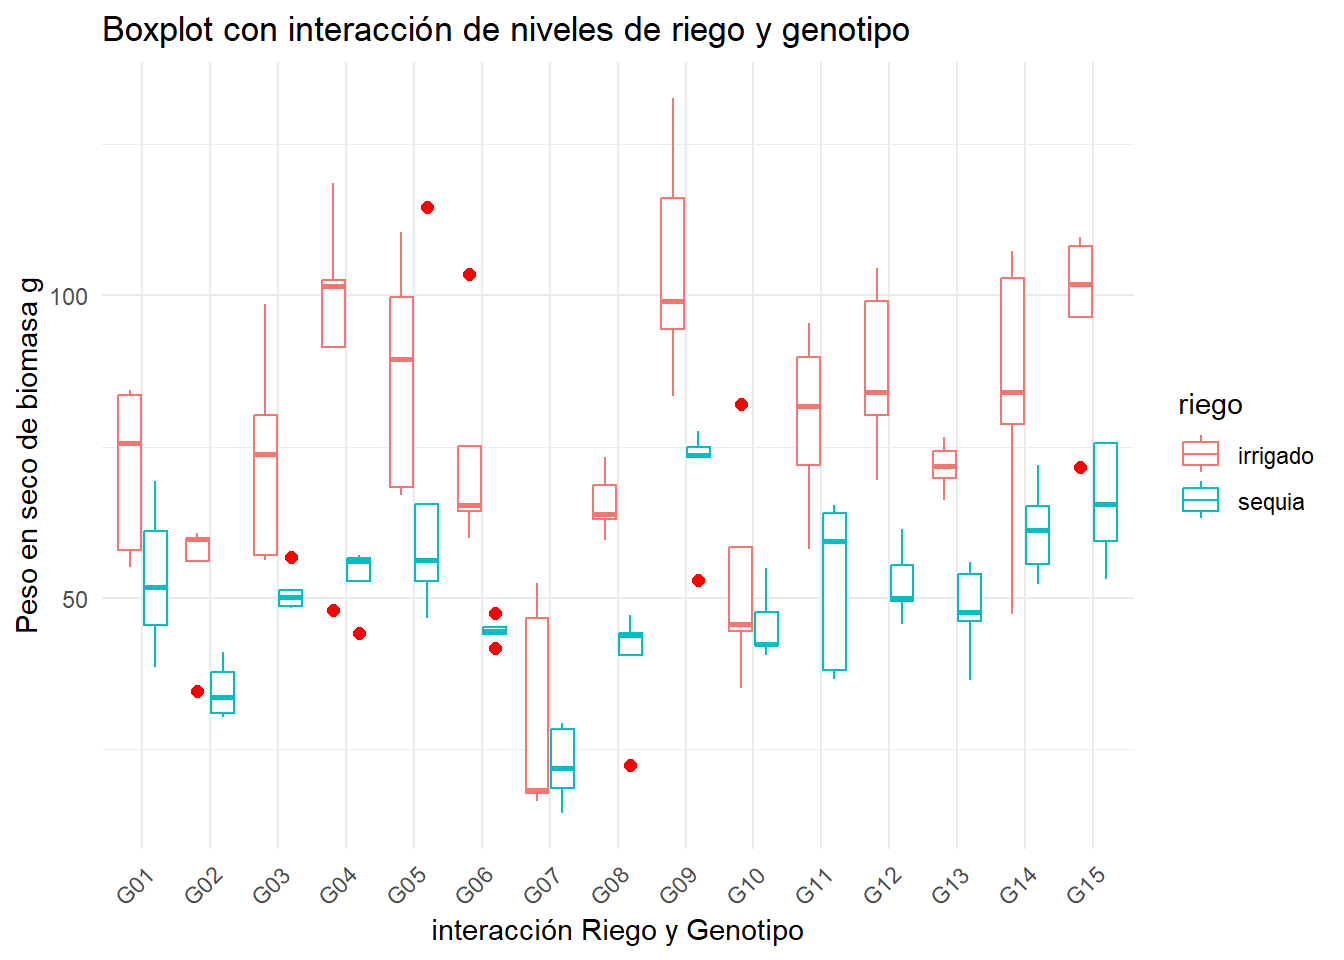 Boxplot con interacción de niveles de riego y genotipo
Peso en seco de biomasa g
100
50
G01
G02
G03
G04
G05
G06
G07
G08
G09
G10
G11
G12
G13
G14
G15
interacción Riego y Genotipo
riego
irrigado
sequia